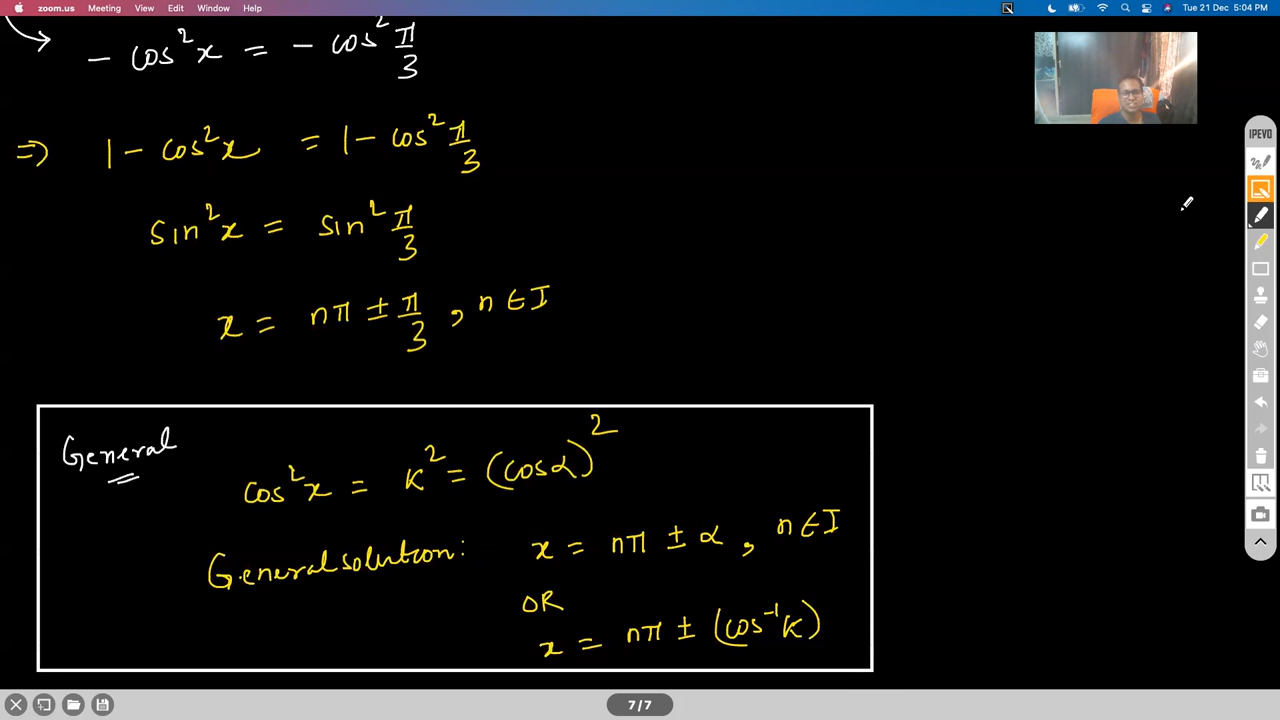 zoom.us Meeting View Edit Window Help Tue 21 Dec 5:04 PM
- cos²x = - cos² π/3
⇒ 1 - cos²x = 1 - cos² π/3
IPEVO
sin²x = sin² π/3
x = nπ ± π/3 , n ∈ I
General
cos²x = K² = (cos α)²
General solution: x = nπ ± α , n ∈ I
OR
x = nπ ± (cos⁻¹ K)
7/7